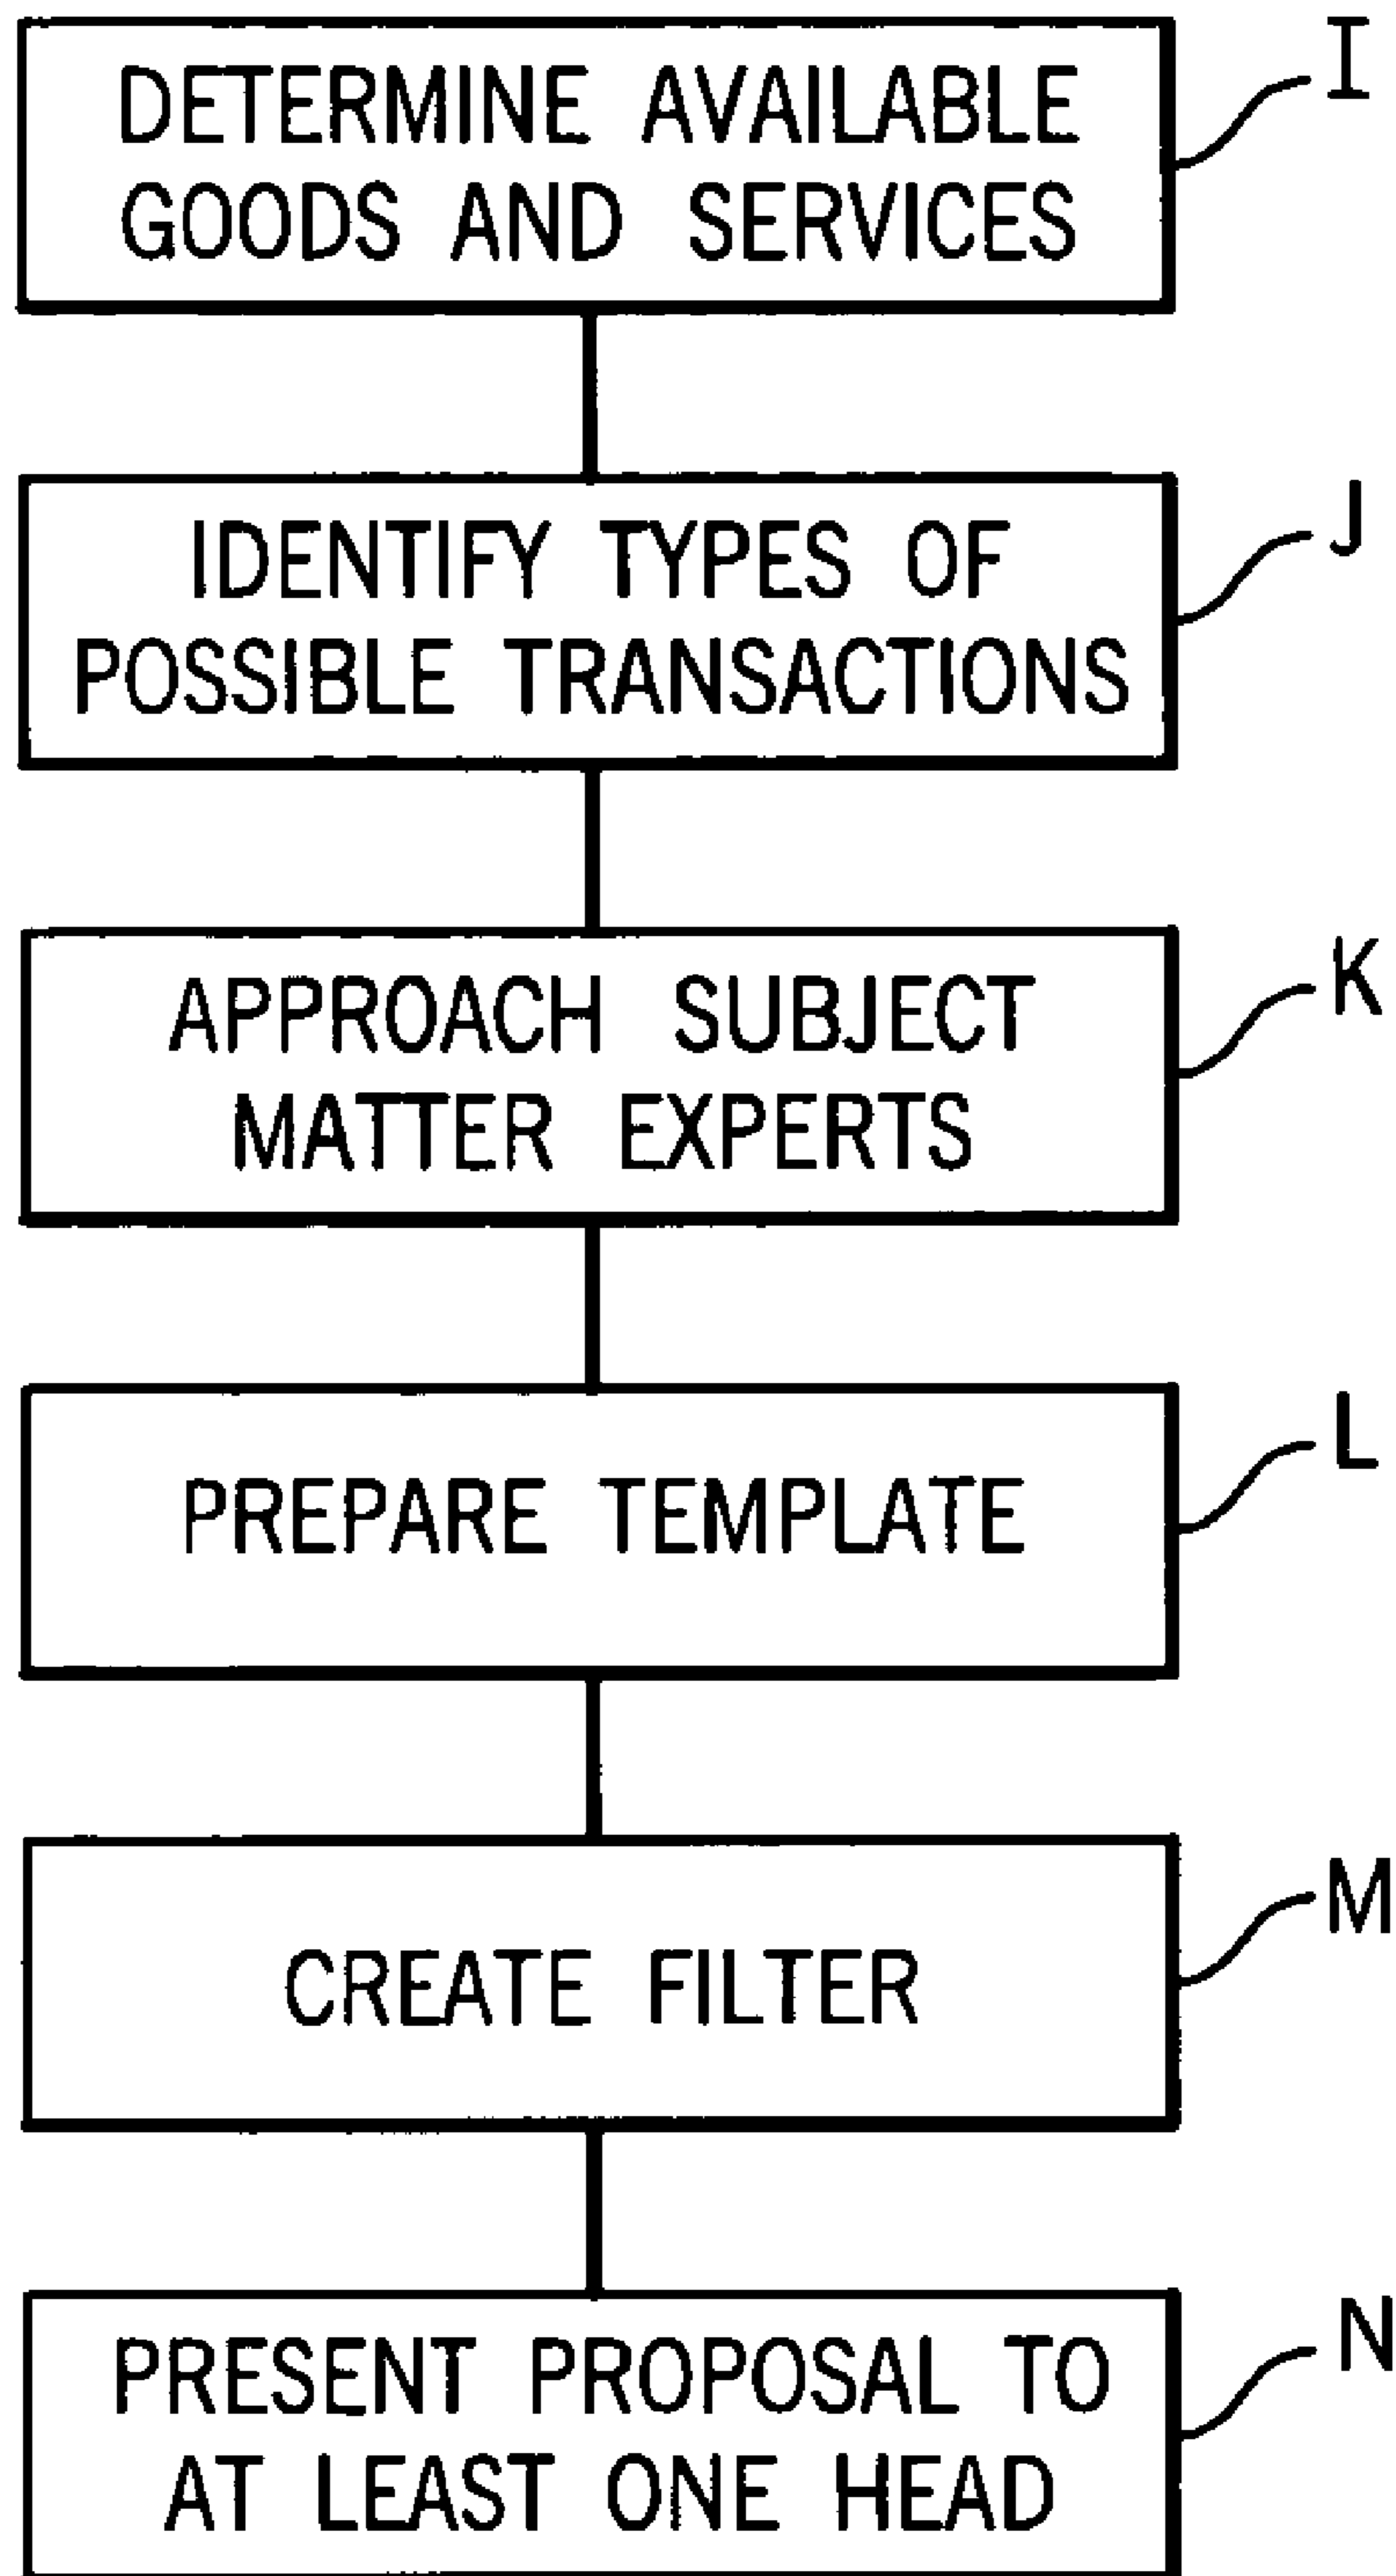 DETERMINE AVAILABLE
GOODS AND SERVICES
I
IDENTIFY TYPES OF
POSSIBLE TRANSACTIONS
J
APPROACH SUBJECT
MATTER EXPERTS
K
PREPARE TEMPLATE
L
CREATE FILTER
M
PRESENT PROPOSAL TO
AT LEAST ONE HEAD
N